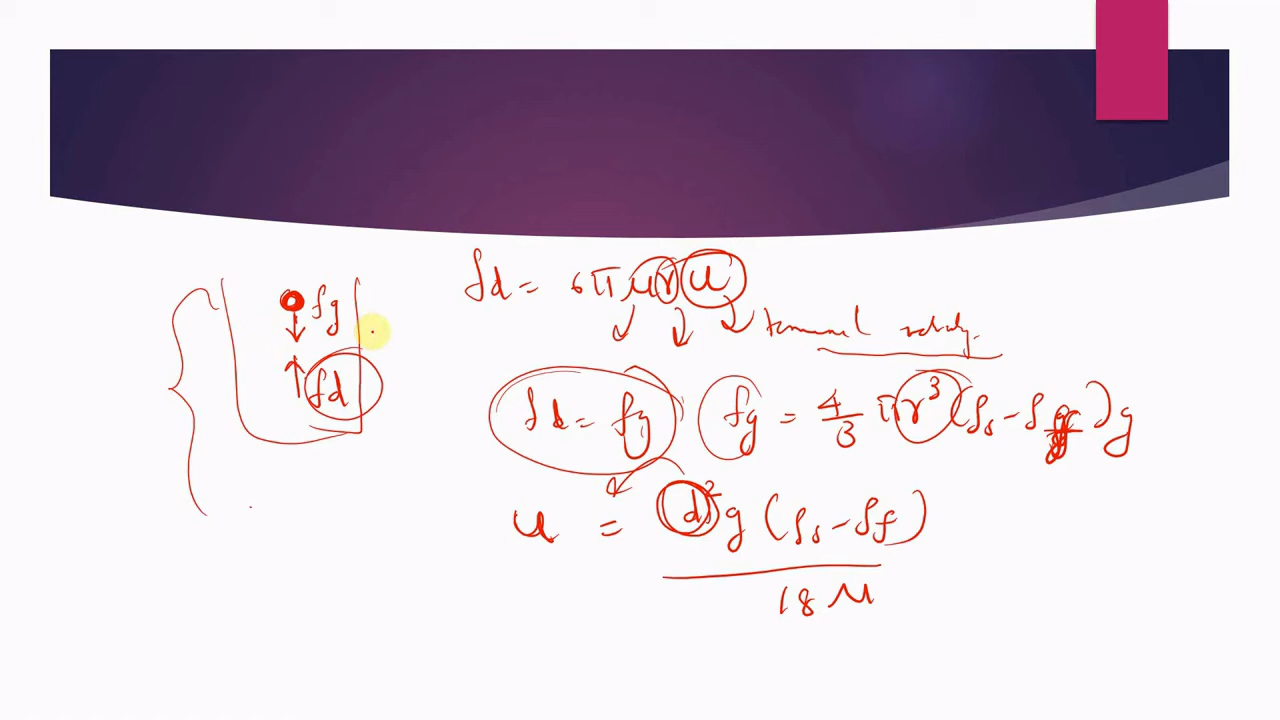 fg
fd
fd = 6πμru
terminal velocity
fd = fg
fg = 4/3 πr³(ρs - ρf)g
u = d²g(ρs - ρf)
18μ